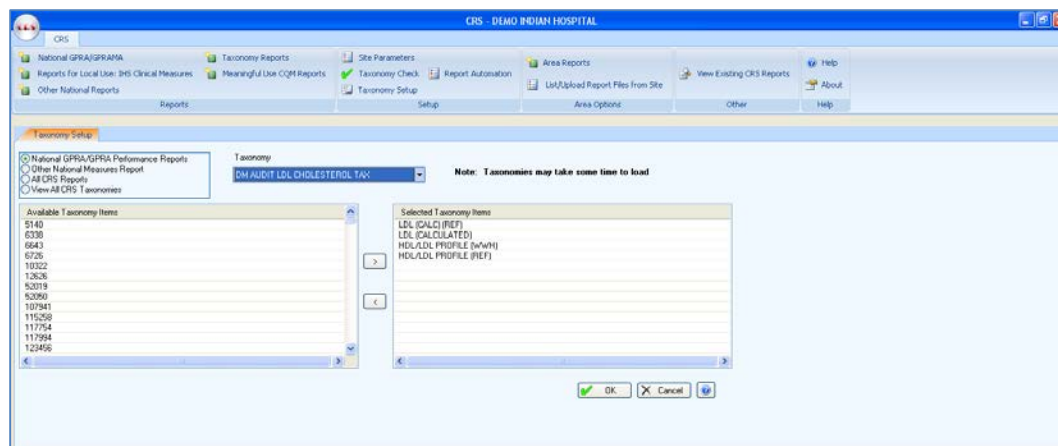 CRS - DEMO INDIAN HOSPITAL
CRS
National GPRA/GPRAMA
Reports for Local Use: IHS Clinical Measures
Other National Reports
Taxonomy Reports
Meaningful Use CQM Reports
Reports
Site Parameters
Taxonomy Check
Report Automation
Taxonomy Setup
Setup
Area Reports
List/Upload Report Files from Site
Area Options
View Existing CRS Reports
Other
Help
About
Help
Taxonomy Setup
National GPRA/GPRA Performance Reports
Other National Measures Report
All CRS Reports
View All CRS Taxonomies
Taxonomy
DM AUDIT LDL CHOLESTEROL TAX
Note: Taxonomies may take some time to load
Available Taxonomy Items
5140
6338
6643
6726
10322
12626
52019
52050
107941
115258
117754
117994
123456
Selected Taxonomy Items
LDL (CALC) (REF)
LDL (CALCULATED)
HDL/LDL PROFILE (WWH)
HDL/LDL PROFILE (REF)
>
<
OK
Cancel